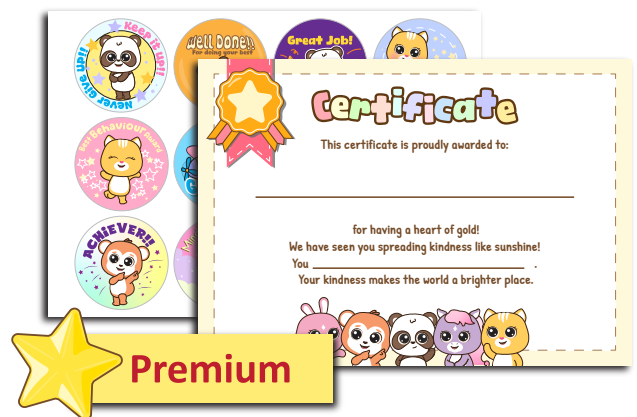 Never Give up!!
Keep it up!!
Well Done!!
For doing your best
Great Job!
Best Behaviour award
ACHIEVER!!
Certificate
This certificate is proudly awarded to:
for having a heart of gold!
We have seen you spreading kindness like sunshine!
You .
Your kindness makes the world a brighter place.
Premium